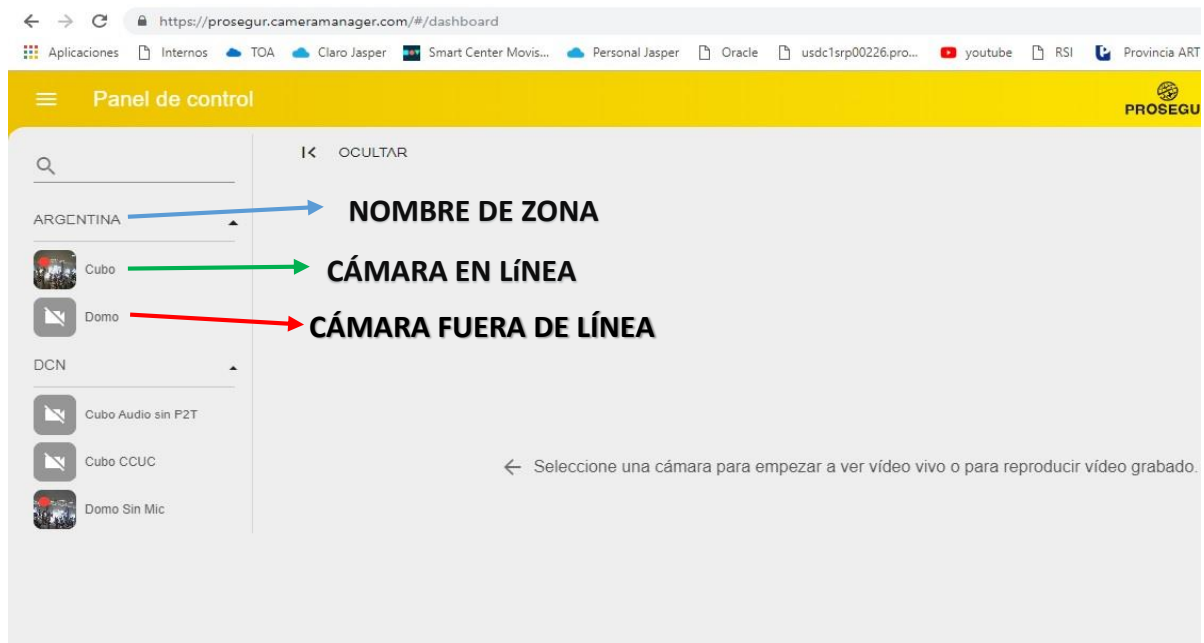 https://prosegur.cameramanager.com/#/dashboard
Aplicaciones Internos TOA Claro Jasper Smart Center Movis... Personal Jasper Oracle usdc1srp00226.pro... youtube RSI Provincia ART
Panel de control
PROSEGU
OCULTAR
ARGENTINA
NOMBRE DE ZONA
Cubo
CÁMARA EN LíNEA
Domo
CÁMARA FUERA DE LÍNEA
DCN
Cubo Audio sin P2T
Cubo CCUC
Seleccione una cámara para empezar a ver vídeo vivo o para reproducir vídeo grabado.
Domo Sin Mic